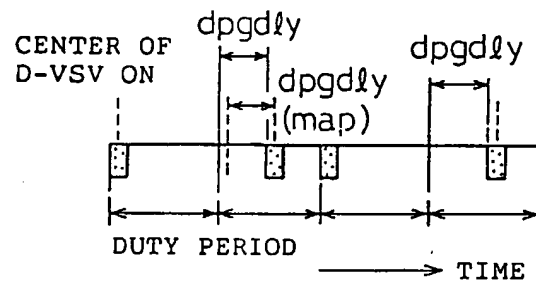 dpgdly
CENTER OF
D-VSV ON
dpgdly
dpgdly
(map)
DUTY PERIOD
TIME